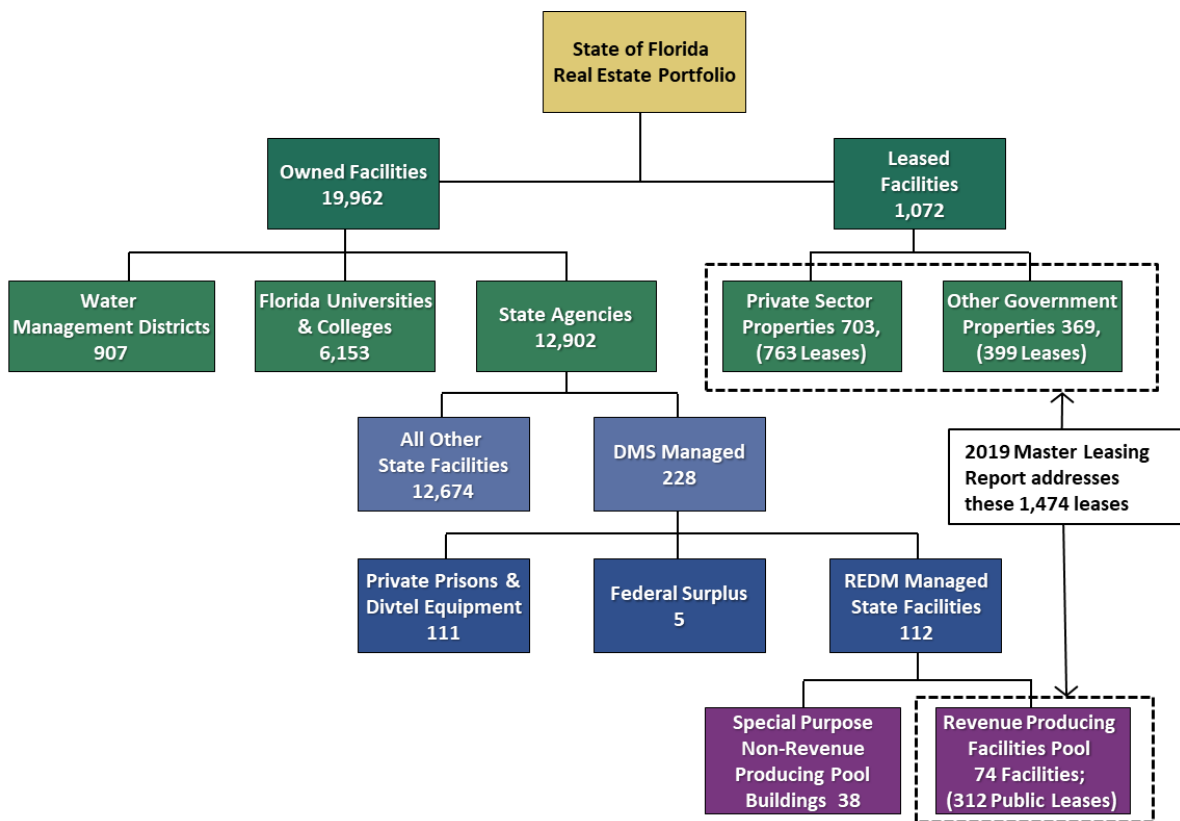 State of Florida
Real Estate Portfolio
Owned Facilities
19,962
Leased
Facilities
1,072
Water
Management Districts
907
Florida Universities
& Colleges
6,153
State Agencies
12,902
Private Sector
Properties 703,
(763 Leases)
Other Government
Properties 369,
(399 Leases)
All Other
State Facilities
12,674
DMS Managed
228
2019 Master Leasing
Report addresses
these 1,474 leases
Private Prisons &
Divtel Equipment
111
Federal Surplus
5
REDM Managed
State Facilities
112
Special Purpose
Non-Revenue
Producing Pool
Buildings 38
Revenue Producing
Facilities Pool
74 Facilities;
(312 Public Leases)